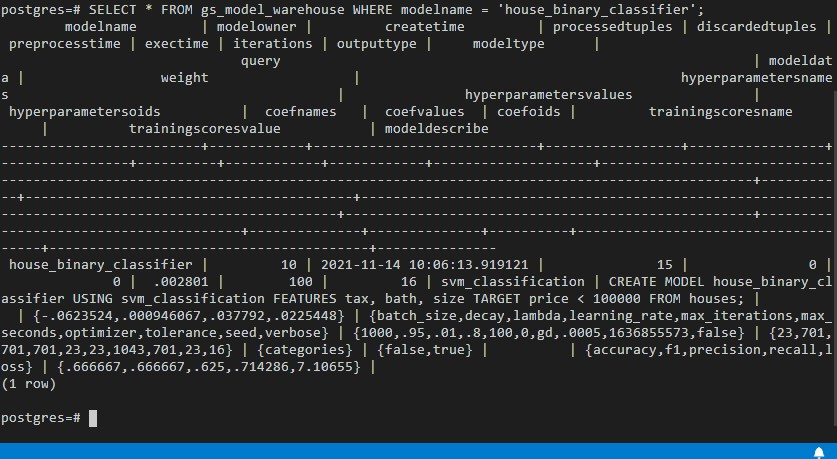 postgres=# SELECT * FROM gs_model_warehouse WHERE modelname = 'house_binary_classifier';
modelname | modelowner | createtime | processedtuples | discardedtuples |
preprocesstime | exectime | iterations | outputtype | modeltype |
query | modeldat
a | weight | hyperparametersname
s | hyperparametersvalues |
hyperparametersoids | coefnames | coefvalues | coefoids | trainingscoresname
| trainingscoresvalue | modeldescribe
-------------------------+------------+----------------------------+-----------------+-----------------+
----------------+----------+------------+------------+--------------------+
--------------------------------------------------------------------------------------------+--------
--+----------------------------------------+---------------------------------------------------------
-----------------------------------------+--------------------------------------------------+---------
-----------------------------+--------------+--------------+----------+-------------------------------
-----+---------------------------------------+---------------
house_binary_classifier | 10 | 2021-11-14 10:06:13.919121 | 15 | 0 |
0 | .002801 | 100 | 16 | svm_classification | CREATE MODEL house_binary_cl
assifier USING svm_classification FEATURES tax, bath, size TARGET price < 100000 FROM houses; |
| {-.0623524,.000946067,.037792,.0225448} | {batch_size,decay,lambda,learning_rate,max_iterations,max_
seconds,optimizer,tolerance,seed,verbose} | {1000,.95,.01,.8,100,0,gd,.0005,1636855573,false} | {23,701,
701,701,23,23,1043,701,23,16} | {categories} | {false,true} | | {accuracy,f1,precision,recall,l
oss} | {.666667,.666667,.625,.714286,7.10655} |
(1 row)
postgres=#